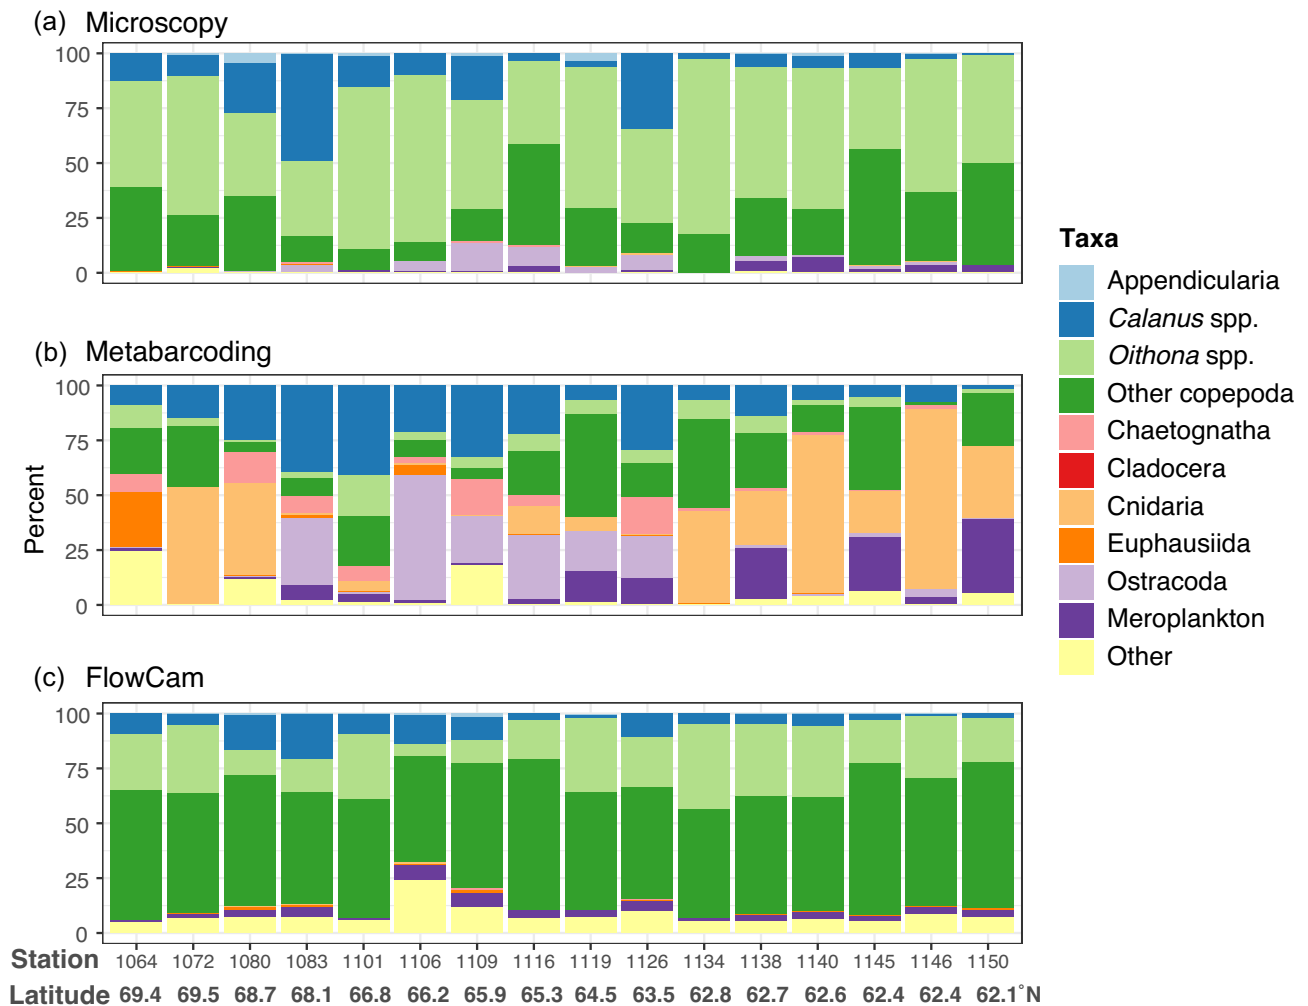 (a) Microscopy
100
75
50
25
0
(b) Metabarcoding
100
75
50
25
0
Percent
(c) FlowCam
100
75
50
25
0
Station 1064 1072 1080 1083 1101 1106 1109 1116 1119 1126 1134 1138 1140 1145 1146 1150
Latitude 69.4 69.5 68.7 68.1 66.8 66.2 65.9 65.3 64.5 63.5 62.8 62.7 62.6 62.4 62.4 62.1°N
Taxa
Appendicularia
Calanus spp.
Oithona spp.
Other copepoda
Chaetognatha
Cladocera
Cnidaria
Euphausiida
Ostracoda
Meroplankton
Other